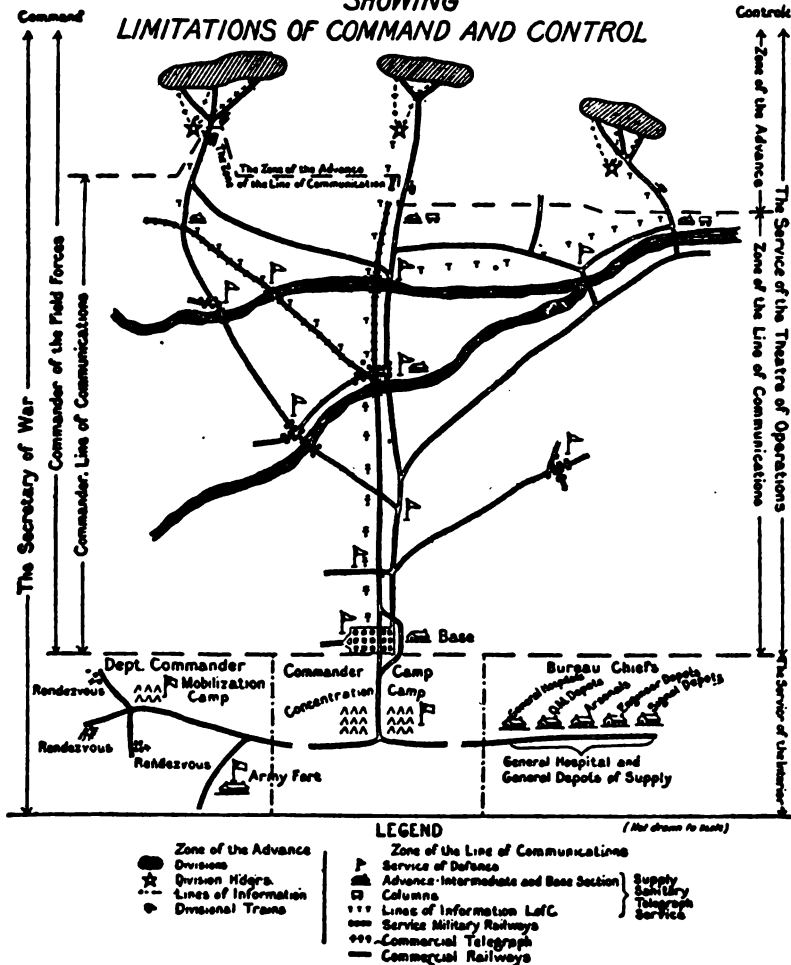 SHOWING
LIMITATIONS OF COMMAND AND CONTROL
Command
Controls
The Secretary of War
Commander of the Field Forces
Commander, Line of Communications
Zone of the Advance
Zone of the Line of Communications
The Service of the Theatre of Operations
The Service of the Interior
The Zone of the Advance
of the Line of Communication
Base
Dept. Commander
Mobilization
Camp
Rendezvous
Rendezvous
Rendezvous
Army Fort
Commander Camp
Concentration Camp
Bureau Chiefs
General Hospitals
Ord. Depots
Arsenals
Engineer Depots
Signal Depots
General Hospital and
General Depots of Supply
(Not drawn to scale)
LEGEND
Zone of the Advance
Divisions
Division Hdqrs.
Lines of Information
Divisional Trains
Zone of the Line of Communications
Service of Defence
Advance-Intermediate and Base Section
Columns
Lines of Information L of C
Service Military Railways
Commercial Telegraph
Commercial Railways
Supply
Sanitary
Telegraph
Service